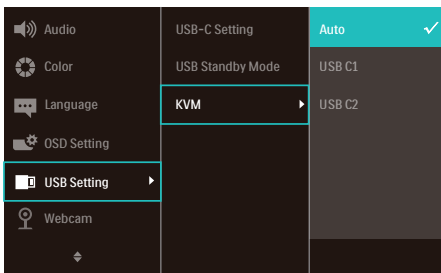 Audio
Color
Language
OSD Setting
USB Setting
Webcam
USB-C Setting
USB Standby Mode
KVM
Auto
USB C1
USB C2